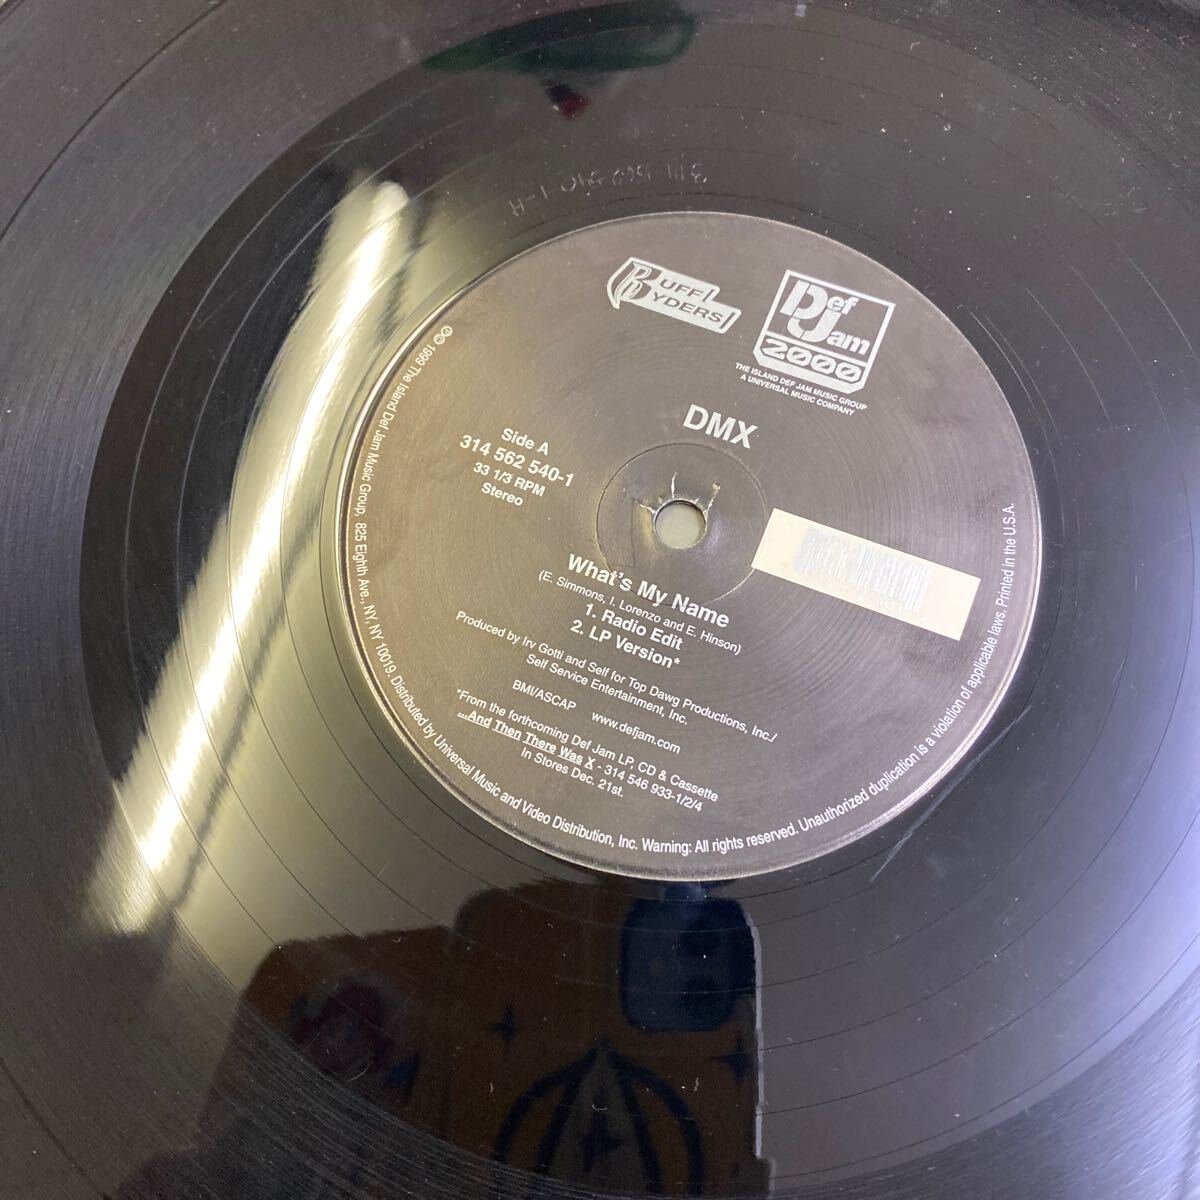 314 562 540-1-A
RUFF
RYDERS
Def
Jam
2000
THE ISLAND DEF JAM MUSIC GROUP
A UNIVERSAL MUSIC COMPANY
DMX
Side A
314 562 540-1
33 1/3 RPM
Stereo
What's My Name
(E. Simmons, I. Lorenzo and E. Hinson)
1. Radio Edit
2. LP Version*
Produced by Irv Gotti and Self for Top Dawg Productions, Inc./
Self Service Entertainment, Inc.
BMI/ASCAP www.defjam.com
*From the forthcoming Def Jam LP, CD & Cassette
...And Then There Was X - 314 546 933-1/2/4
In Stores Dec. 21st.
℗© 1999 The Island Def Jam Music Group, 825 Eighth Ave., NY, NY 10019. Distributed by Universal Music and Video Distribution, Inc. Warning: All rights reserved. Unauthorized duplication is a violation of applicable laws. Printed in the U.S.A.